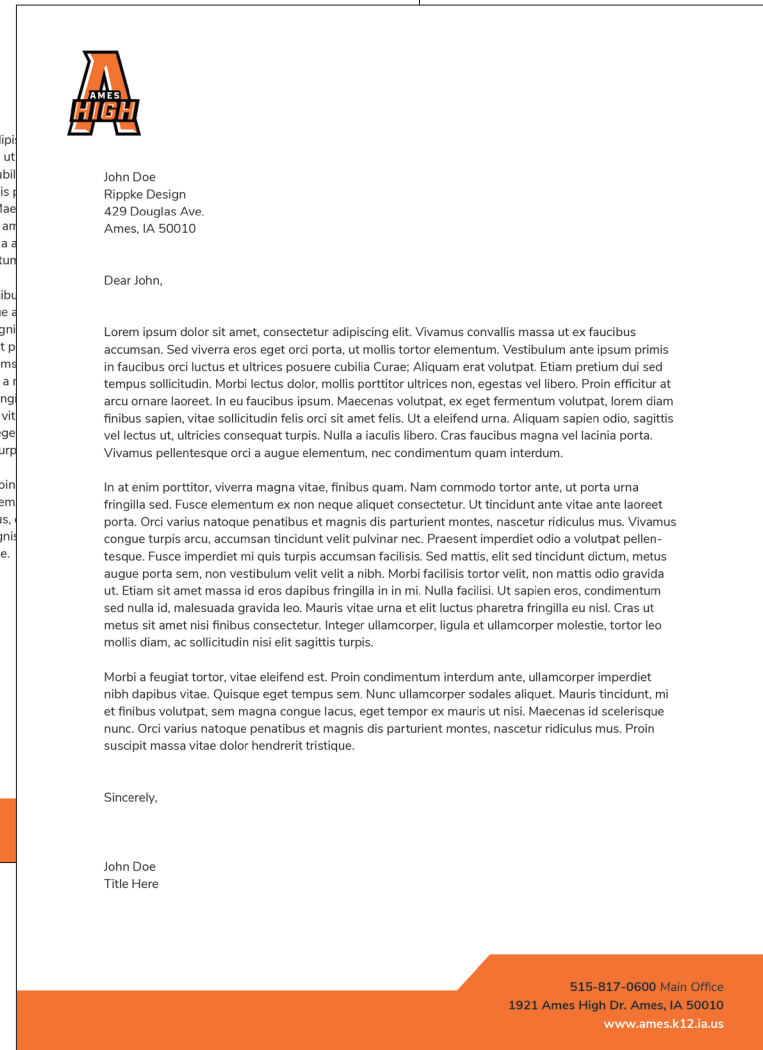 AMES
HIGH
John Doe
Rippke Design
429 Douglas Ave.
Ames, IA 50010
Dear John,
Lorem ipsum dolor sit amet, consectetur adipiscing elit. Vivamus convallis massa ut ex faucibus
accumsan. Sed viverra eros eget orci porta, ut mollis tortor elementum. Vestibulum ante ipsum primis
in faucibus orci luctus et ultrices posuere cubilia Curae; Aliquam erat volutpat. Etiam pretium dui sed
tempus sollicitudin. Morbi lectus dolor, mollis porttitor ultrices non, egestas vel libero. Proin efficitur at
arcu ornare laoreet. In eu faucibus ipsum. Maecenas volutpat, ex eget fermentum volutpat, lorem diam
finibus sapien, vitae sollicitudin felis orci sit amet felis. Ut a eleifend urna. Aliquam sapien odio, sagittis
vel lectus ut, ultricies consequat turpis. Nulla a iaculis libero. Cras faucibus magna vel lacinia porta.
Vivamus pellentesque orci a augue elementum, nec condimentum quam interdum.
In at enim porttitor, viverra magna vitae, finibus quam. Nam commodo tortor ante, ut porta urna
fringilla sed. Fusce elementum ex non neque aliquet consectetur. Ut tincidunt ante vitae ante laoreet
porta. Orci varius natoque penatibus et magnis dis parturient montes, nascetur ridiculus mus. Vivamus
congue turpis arcu, accumsan tincidunt velit pulvinar nec. Praesent imperdiet odio a volutpat pellen-
tesque. Fusce imperdiet mi quis turpis accumsan facilisis. Sed mattis, elit sed tincidunt dictum, metus
augue porta sem, non vestibulum velit velit a nibh. Morbi facilisis tortor velit, non mattis odio gravida
ut. Etiam sit amet massa id eros dapibus fringilla in in mi. Nulla facilisi. Ut sapien eros, condimentum
sed nulla id, malesuada gravida leo. Mauris vitae urna et elit luctus pharetra fringilla eu nisl. Cras ut
metus sit amet nisi finibus consectetur. Integer ullamcorper, ligula et ullamcorper molestie, tortor leo
mollis diam, ac sollicitudin nisi elit sagittis turpis.
Morbi a feugiat tortor, vitae eleifend est. Proin condimentum interdum ante, ullamcorper imperdiet
nibh dapibus vitae. Quisque eget tempus sem. Nunc ullamcorper sodales aliquet. Mauris tincidunt, mi
et finibus volutpat, sem magna congue lacus, eget tempor ex mauris ut nisi. Maecenas id scelerisque
nunc. Orci varius natoque penatibus et magnis dis parturient montes, nascetur ridiculus mus. Proin
suscipit massa vitae dolor hendrerit tristique.
Sincerely,
John Doe
Title Here
515-817-0600 Main Office
1921 Ames High Dr. Ames, IA 50010
www.ames.k12.ia.us